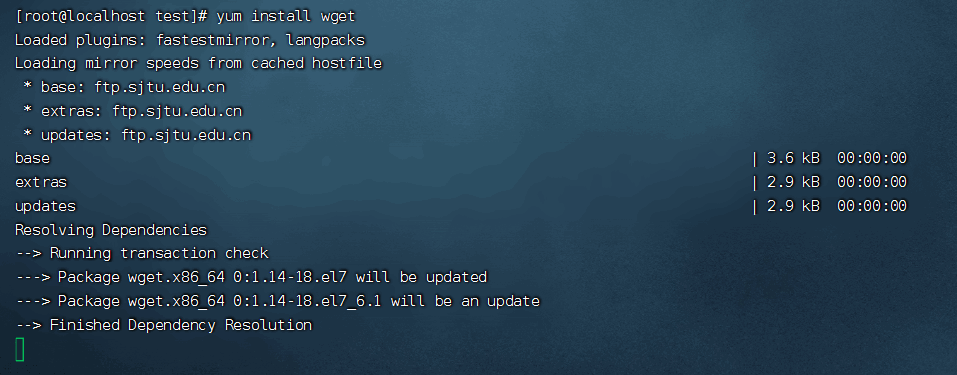 [root@localhost test]# yum install wget
Loaded plugins: fastestmirror, langpacks
Loading mirror speeds from cached hostfile
 * base: ftp.sjtu.edu.cn
 * extras: ftp.sjtu.edu.cn
 * updates: ftp.sjtu.edu.cn
base | 3.6 kB 00:00:00
extras | 2.9 kB 00:00:00
updates | 2.9 kB 00:00:00
Resolving Dependencies
--> Running transaction check
---> Package wget.x86_64 0:1.14-18.el7 will be updated
---> Package wget.x86_64 0:1.14-18.el7_6.1 will be an update
--> Finished Dependency Resolution